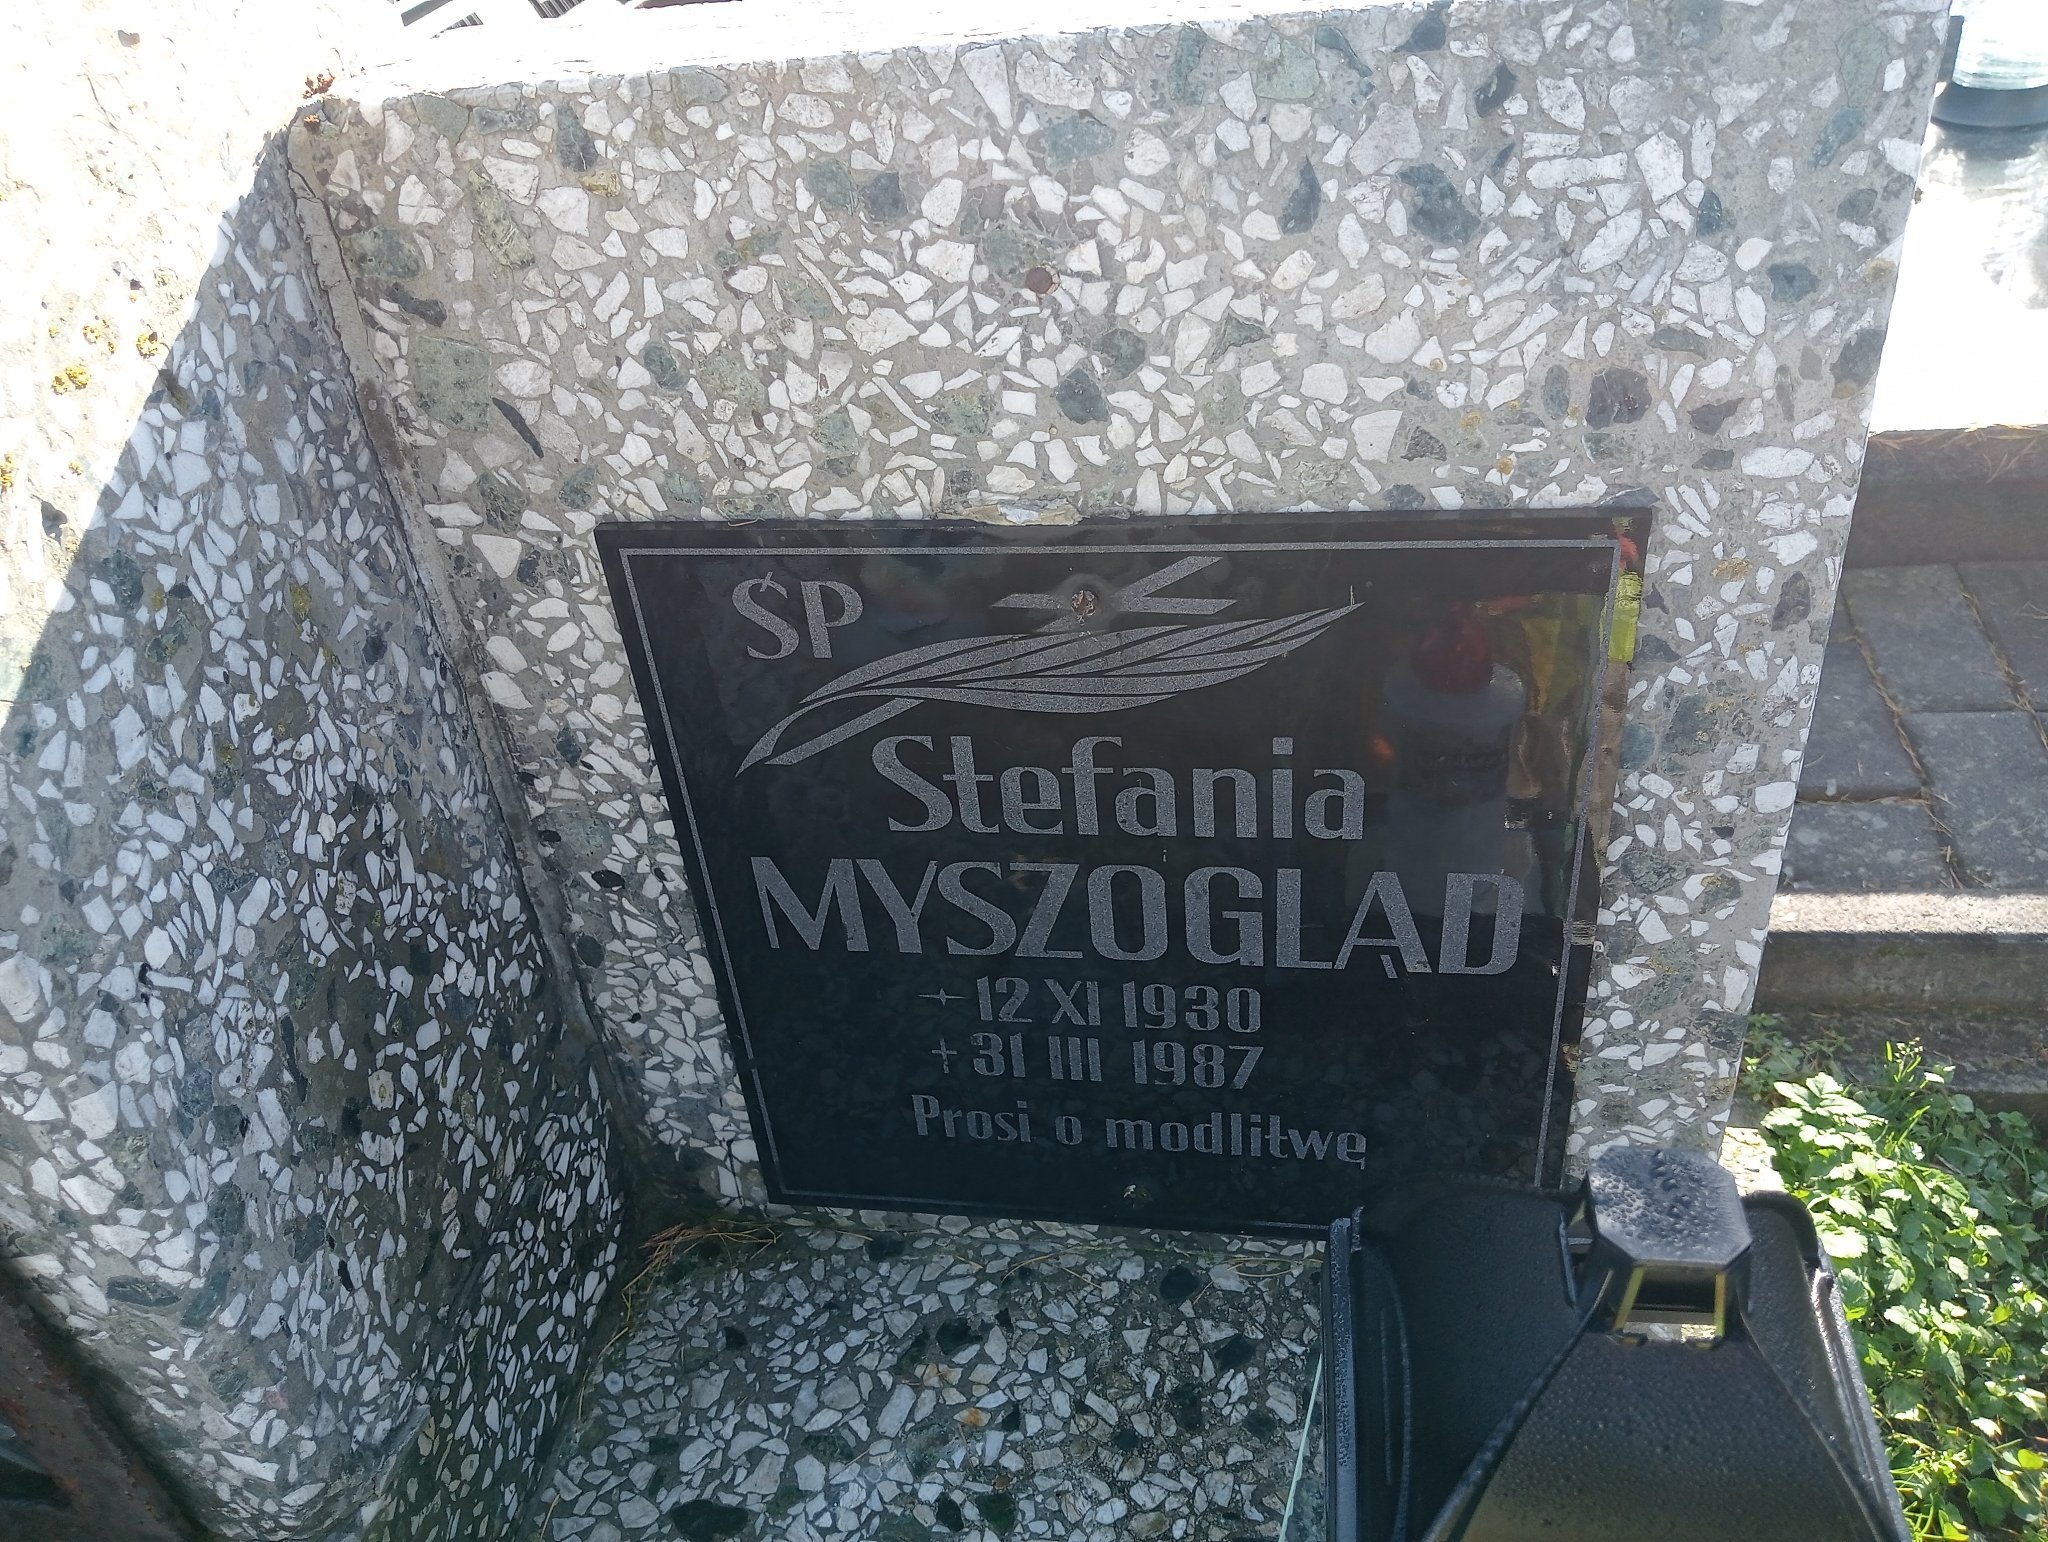 ŚP
Stefania
MYSZOGLĄD
✦ 12 XI 1930
+ 31 III 1987
Prosi o modlitwę